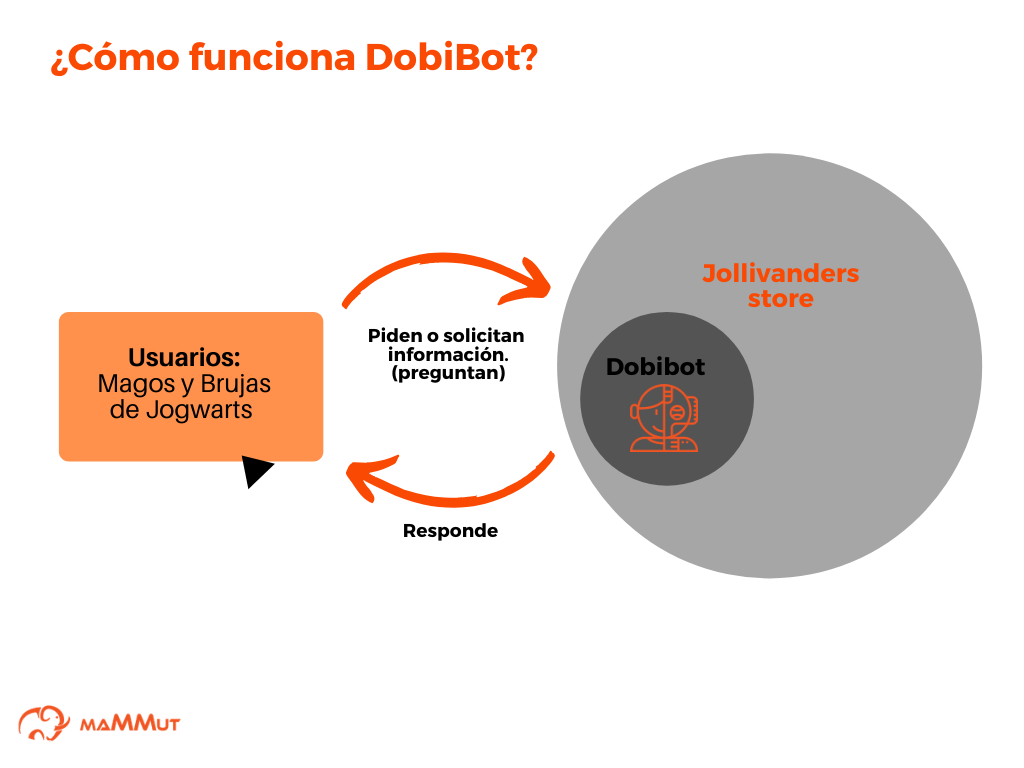 ¿Cómo funciona DobiBot?
Jollivanders
store
Piden o solicitan
información.
(preguntan)
Usuarios:
Magos y Brujas
de Jogwarts
Dobibot
Responde
MAMMUT